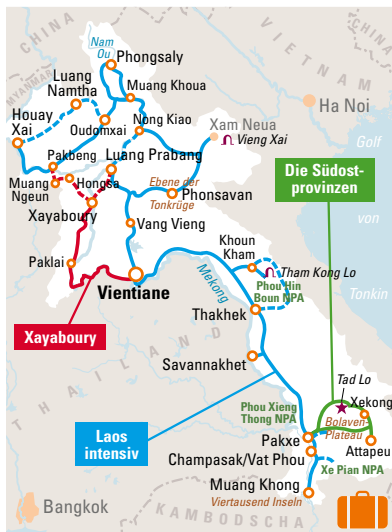 CHINA
VIETNAM
MYANMAR
Nam
Ou
Phongsaly
Luang
Namtha
Muang Khoua
Houay
Xai
Oudomxai
Nong Kiao
Ha Noi
Xam Neua
Vieng Xai
Pakbeng
Luang Prabang
Golf
Muang
Ngeun
Hongsa
Ebene der
Tonkrüge
Phonsavan
Die Südost-
provinzen
Xayaboury
Vang Vieng
von
Khoun
Kham
Paklai
Tham Kong Lo
Tonkin
Vientiane
Mekong
Phou Hin
Boun NPA
Thakhek
Xayaboury
THAILAND
Savannakhet
Tad Lo
Xekong
Phou Xieng
Thong NPA
Bolaven-
Plateau
Laos
intensiv
Pakxe
Attapeu
Champasak/Vat Phou
Xe Pian NPA
Muang Khong
Viertausend Inseln
Bangkok
KAMBODSCHA